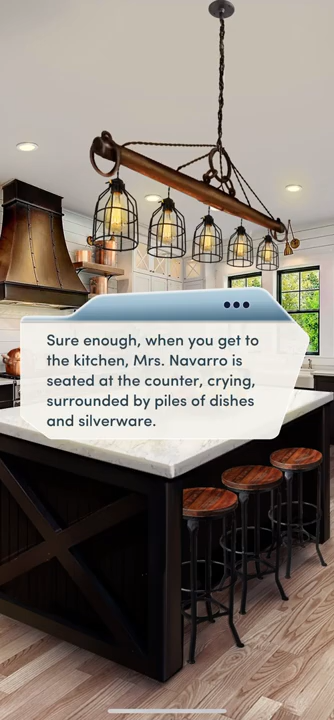 Sure enough, when you get to
the kitchen, Mrs. Navarro is
seated at the counter, crying,
surrounded by piles of dishes
and silverware.